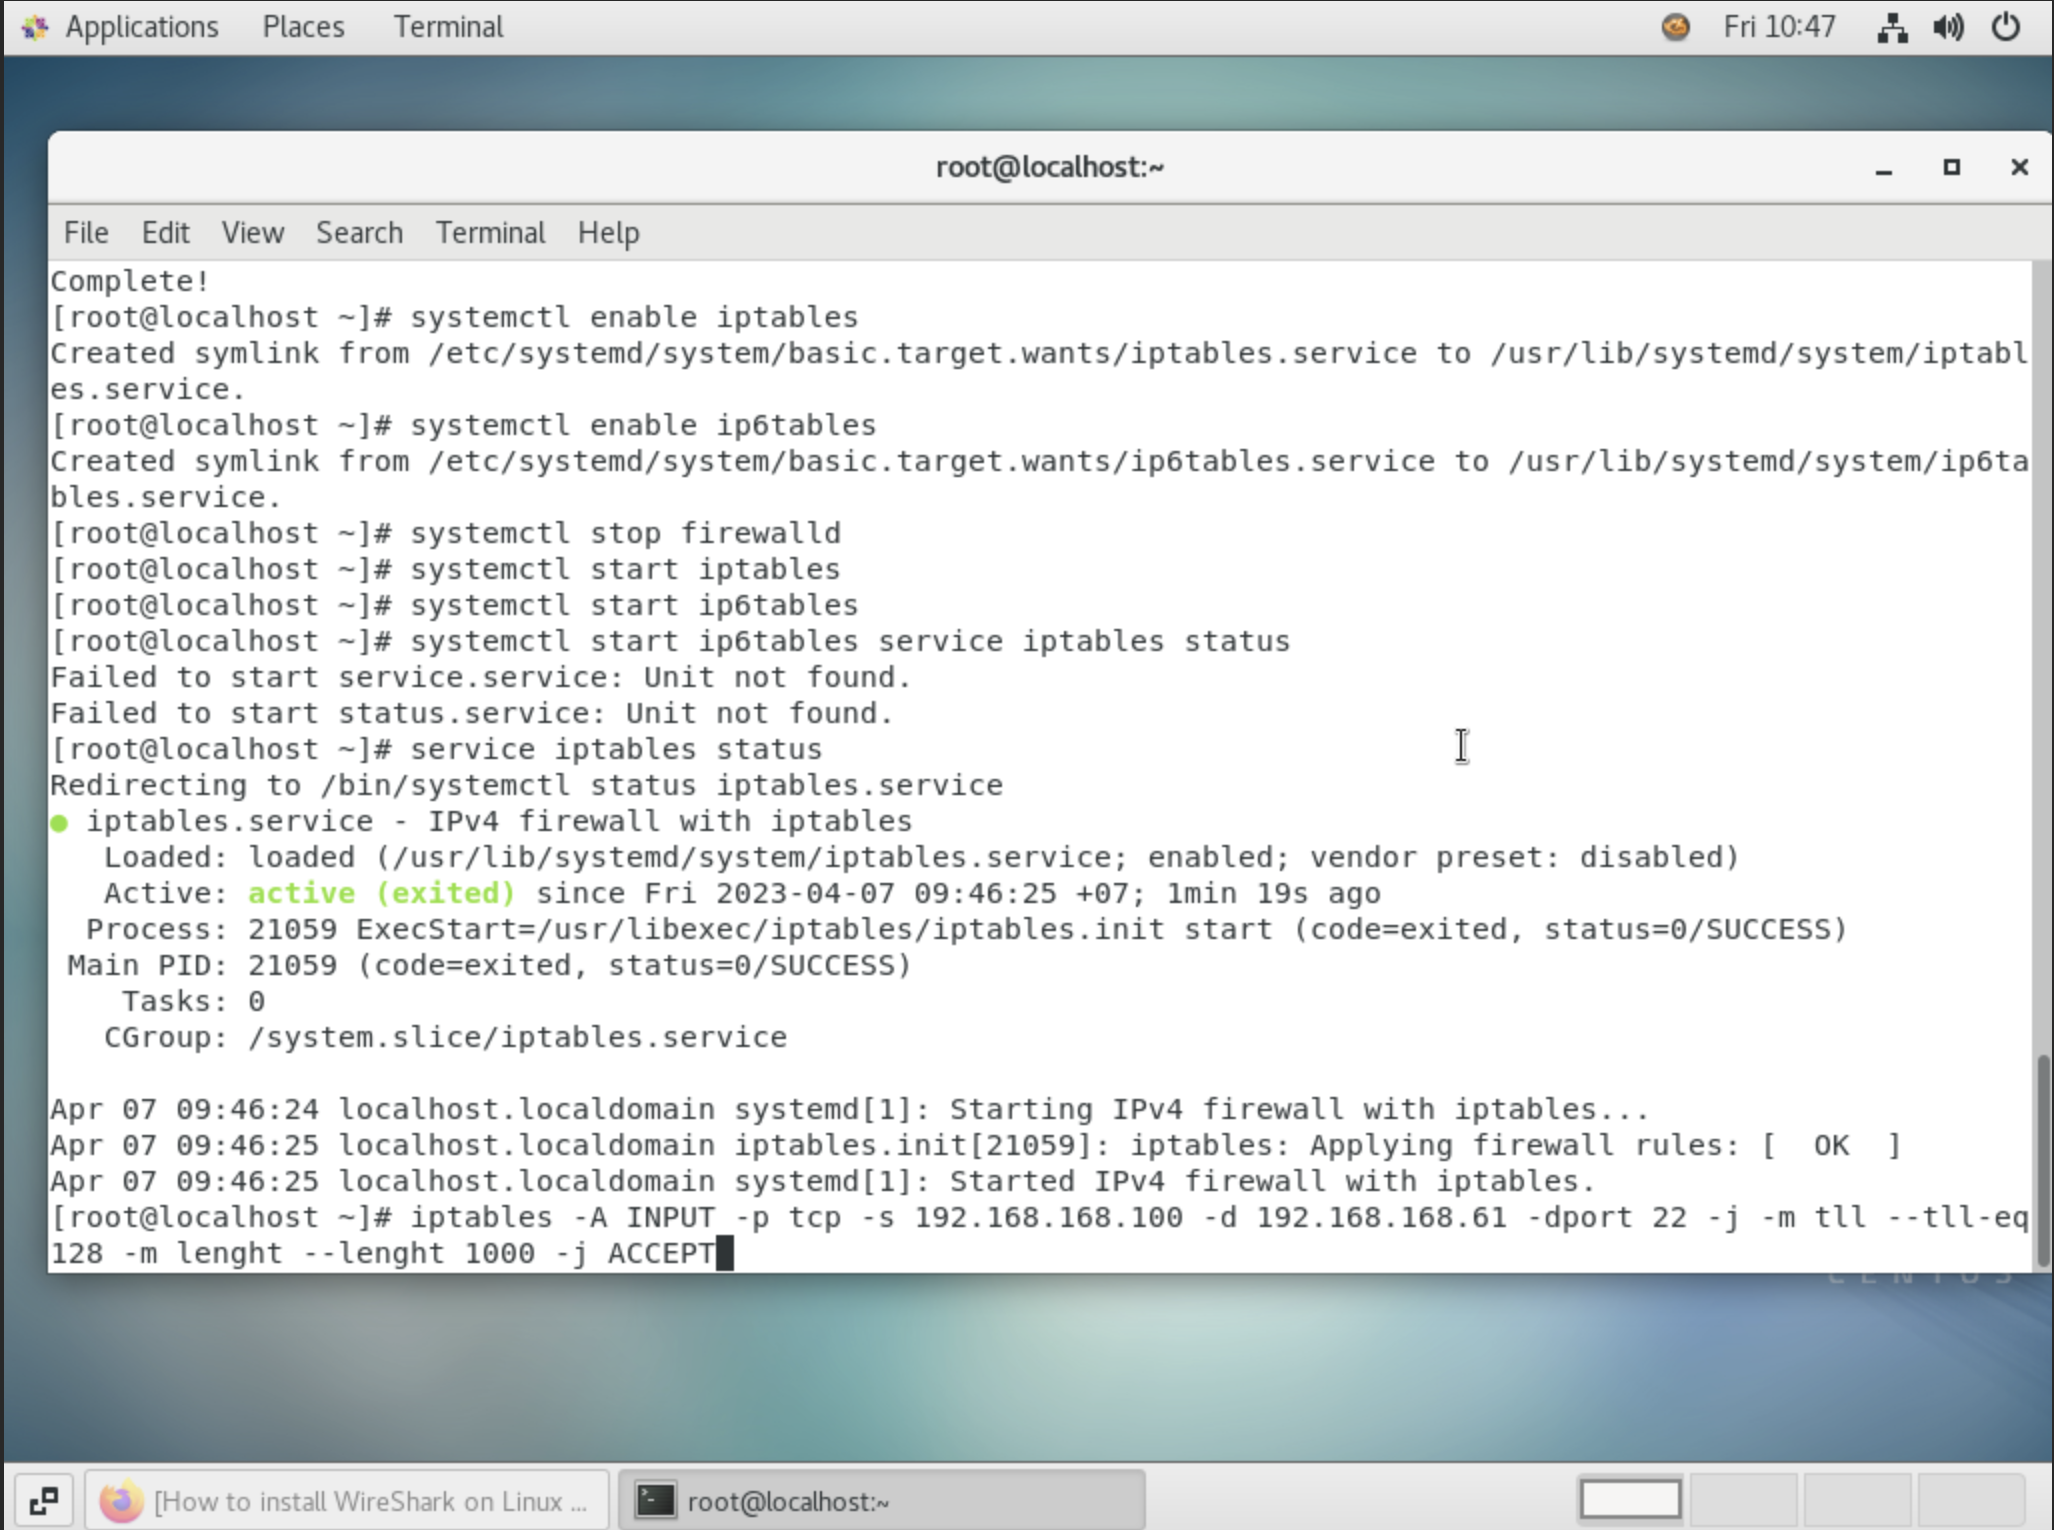 Applications Places Terminal Fri 10:47
root@localhost:~
File Edit View Search Terminal Help
Complete!
[root@localhost ~]# systemctl enable iptables
Created symlink from /etc/systemd/system/basic.target.wants/iptables.service to /usr/lib/systemd/system/iptabl
es.service.
[root@localhost ~]# systemctl enable ip6tables
Created symlink from /etc/systemd/system/basic.target.wants/ip6tables.service to /usr/lib/systemd/system/ip6ta
bles.service.
[root@localhost ~]# systemctl stop firewalld
[root@localhost ~]# systemctl start iptables
[root@localhost ~]# systemctl start ip6tables
[root@localhost ~]# systemctl start ip6tables service iptables status
Failed to start service.service: Unit not found.
Failed to start status.service: Unit not found.
[root@localhost ~]# service iptables status
Redirecting to /bin/systemctl status iptables.service
● iptables.service - IPv4 firewall with iptables
   Loaded: loaded (/usr/lib/systemd/system/iptables.service; enabled; vendor preset: disabled)
   Active: active (exited) since Fri 2023-04-07 09:46:25 +07; 1min 19s ago
  Process: 21059 ExecStart=/usr/libexec/iptables/iptables.init start (code=exited, status=0/SUCCESS)
 Main PID: 21059 (code=exited, status=0/SUCCESS)
    Tasks: 0
   CGroup: /system.slice/iptables.service
Apr 07 09:46:24 localhost.localdomain systemd[1]: Starting IPv4 firewall with iptables...
Apr 07 09:46:25 localhost.localdomain iptables.init[21059]: iptables: Applying firewall rules: [  OK  ]
Apr 07 09:46:25 localhost.localdomain systemd[1]: Started IPv4 firewall with iptables.
[root@localhost ~]# iptables -A INPUT -p tcp -s 192.168.168.100 -d 192.168.168.61 -dport 22 -j -m tll --tll-eq
128 -m lenght --lenght 1000 -j ACCEPT
CENTOS
[How to install WireShark on Linux ... root@localhost:~